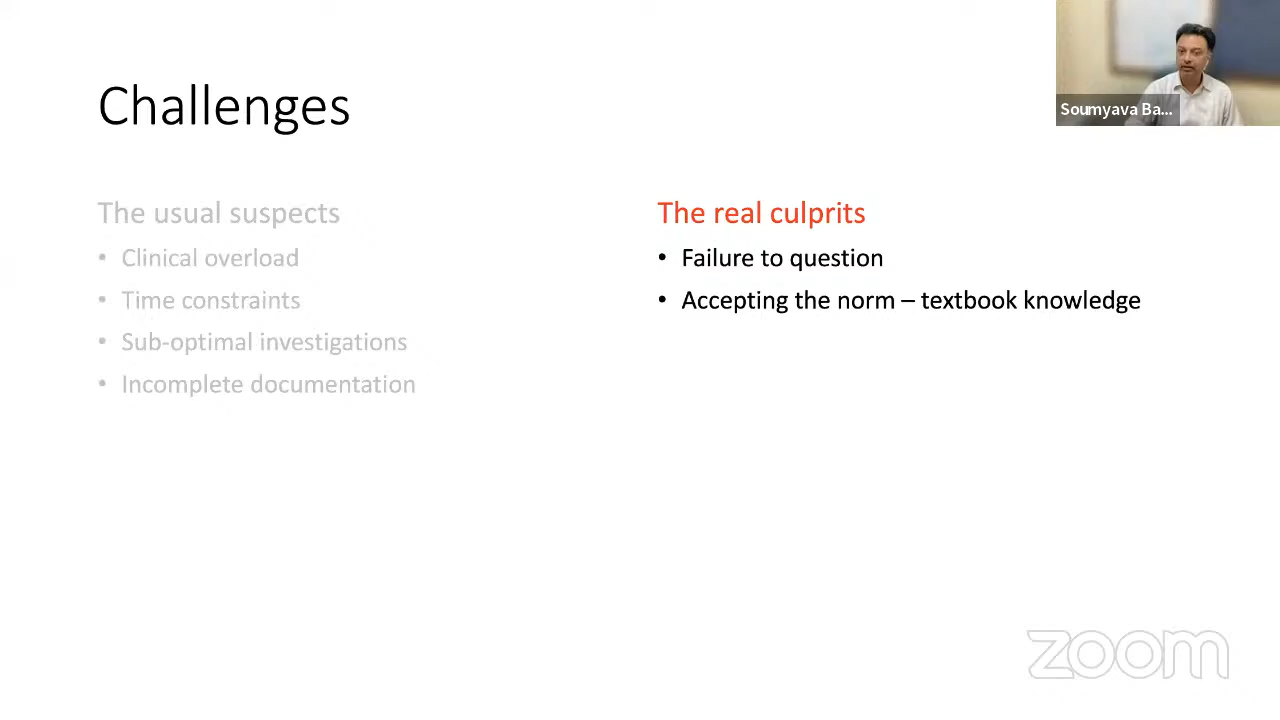 Challenges
Soumyava Ba...
The usual suspects
• Clinical overload
• Time constraints
• Sub-optimal investigations
• Incomplete documentation
The real culprits
• Failure to question
• Accepting the norm – textbook knowledge
zoom